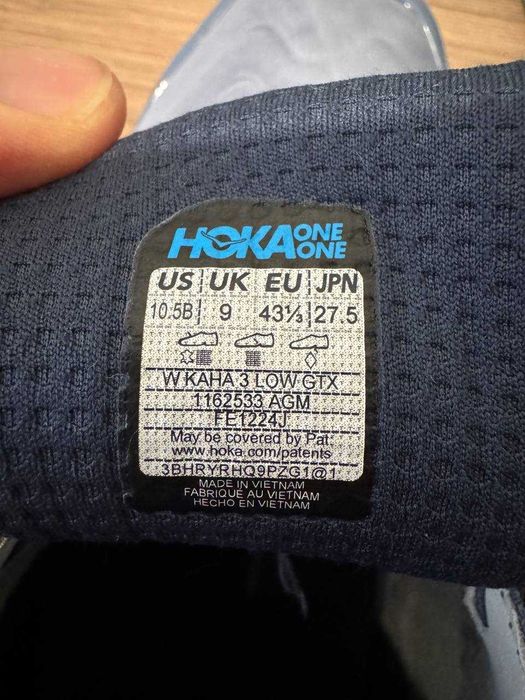 HOKA ONE ONE
US UK EU JPN
10.5B 9 43⅓ 27.5
W KAHA 3 LOW GTX
1162533 AGM
FE1224J
May be covered by Pat
www.hoka.com/patents
3BHRYRHQ9PZG1@1
MADE IN VIETNAM
FABRIQUE AU VIETNAM
HECHO EN VIETNAM